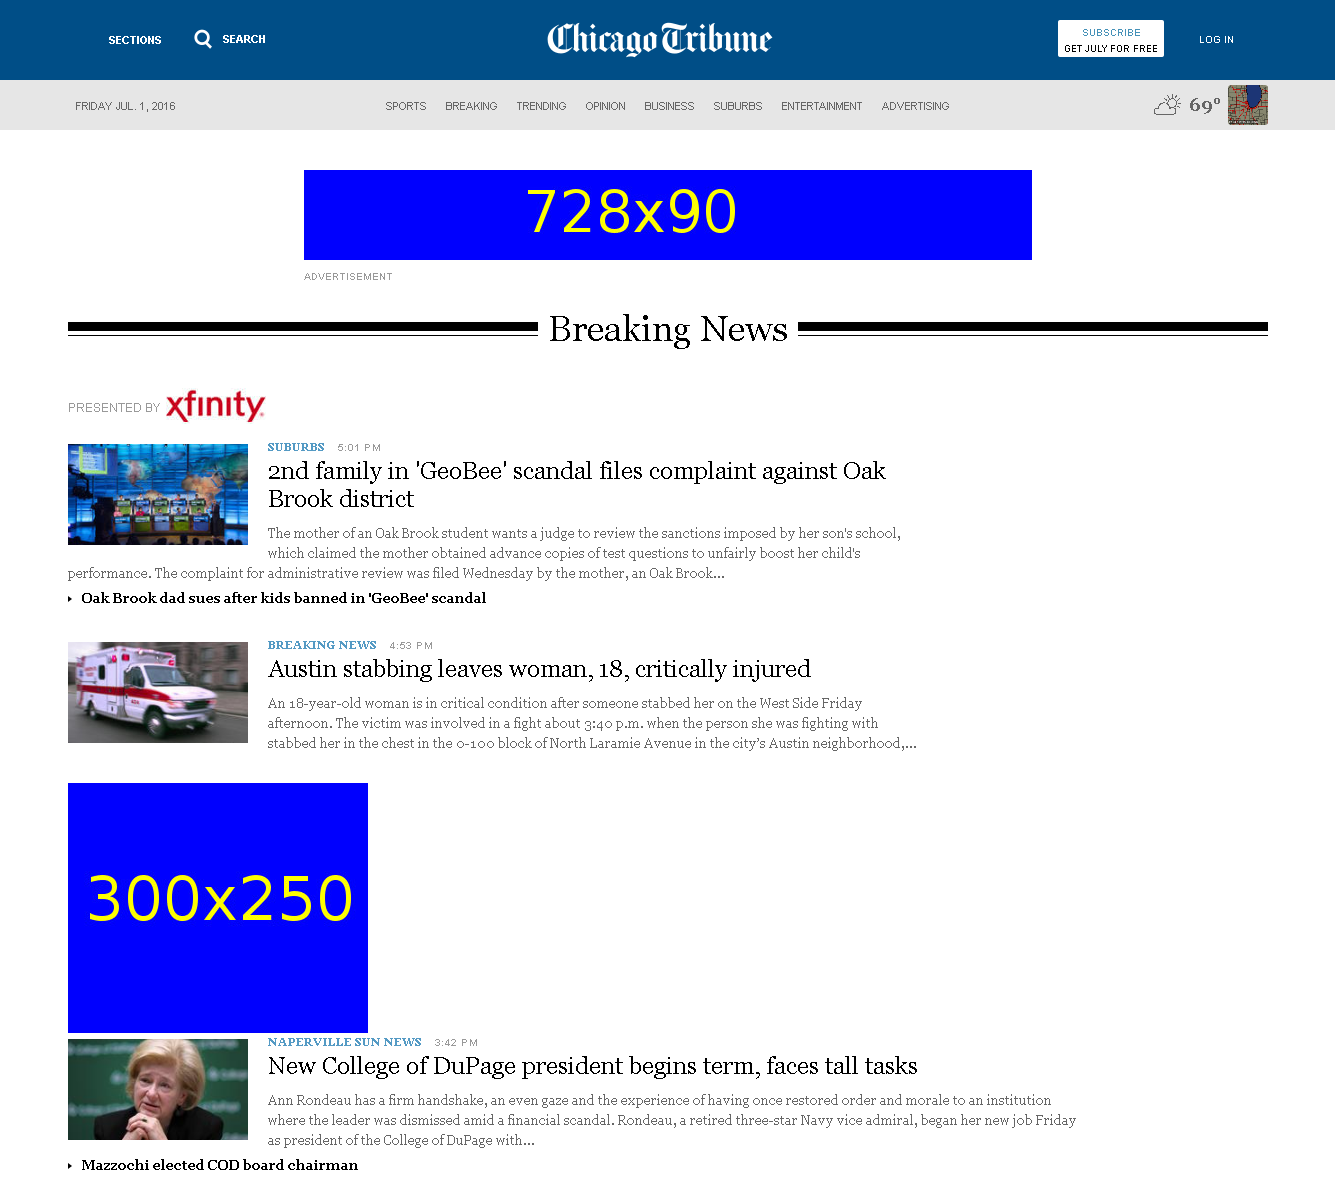 SECTIONS
SEARCH
Chicago Tribune
SUBSCRIBE
GET JULY FOR FREE
LOG IN
FRIDAY JUL. 1, 2016
SPORTS BREAKING TRENDING OPINION BUSINESS SUBURBS ENTERTAINMENT ADVERTISING
69°
728x90
ADVERTISEMENT
Breaking News
PRESENTED BY xfinity
SUBURBS 5:01 PM
2nd family in 'GeoBee' scandal files complaint against Oak
Brook district
The mother of an Oak Brook student wants a judge to review the sanctions imposed by her son's school,
which claimed the mother obtained advance copies of test questions to unfairly boost her child's
performance. The complaint for administrative review was filed Wednesday by the mother, an Oak Brook...
Oak Brook dad sues after kids banned in 'GeoBee' scandal
BREAKING NEWS 4:53 PM
Austin stabbing leaves woman, 18, critically injured
An 18-year-old woman is in critical condition after someone stabbed her on the West Side Friday
afternoon. The victim was involved in a fight about 3:40 p.m. when the person she was fighting with
stabbed her in the chest in the 0-100 block of North Laramie Avenue in the city’s Austin neighborhood,...
300x250
NAPERVILLE SUN NEWS 3:42 PM
New College of DuPage president begins term, faces tall tasks
Ann Rondeau has a firm handshake, an even gaze and the experience of having once restored order and morale to an institution
where the leader was dismissed amid a financial scandal. Rondeau, a retired three-star Navy vice admiral, began her new job Friday
as president of the College of DuPage with...
Mazzochi elected COD board chairman